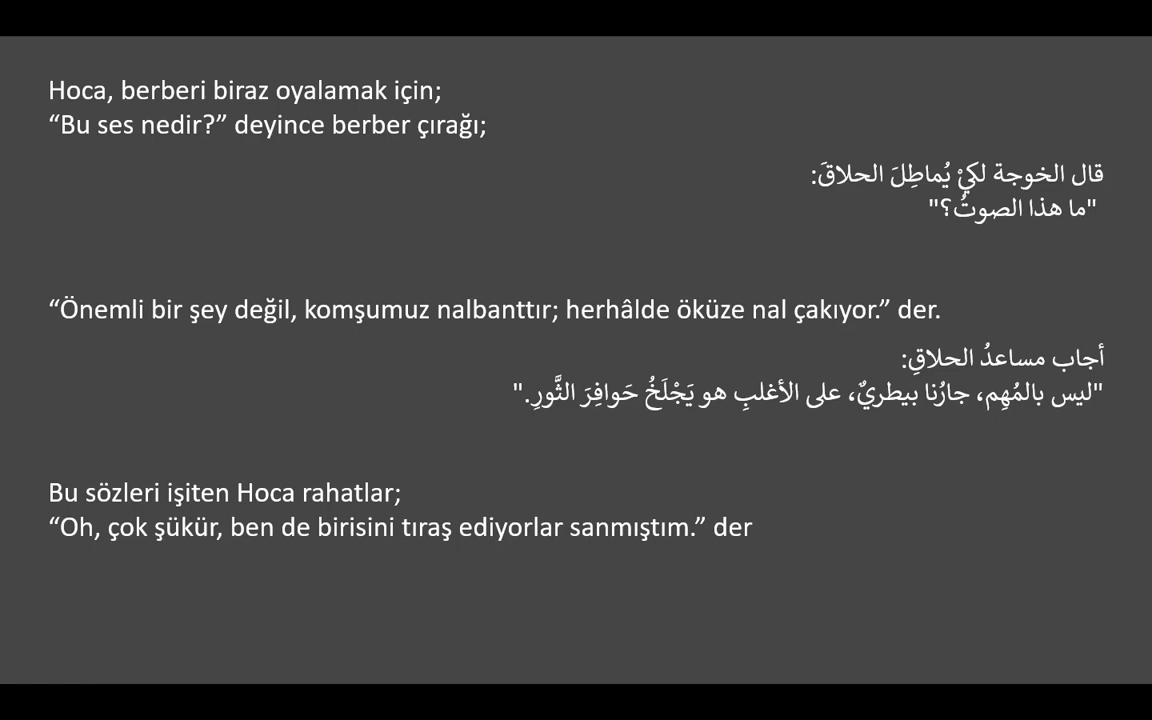 Hoca, berberi biraz oyalamak için;
“Bu ses nedir?” deyince berber çırağı;
قال الخوجة لكيْ يُماطِلَ الحلاقَ:
"ما هذا الصوتُ؟"
“Önemli bir şey değil, komşumuz nalbanttır; herhâlde öküze nal çakıyor.” der.
أجاب مساعدُ الحلاقِ:
"ليس بالمُهِم، جارُنا بيطريٌ، على الأغلبِ هو يَجْلَخُ حَوافِرَ الثَّورِ."
Bu sözleri işiten Hoca rahatlar;
“Oh, çok şükür, ben de birisini tıraş ediyorlar sanmıştım.” der